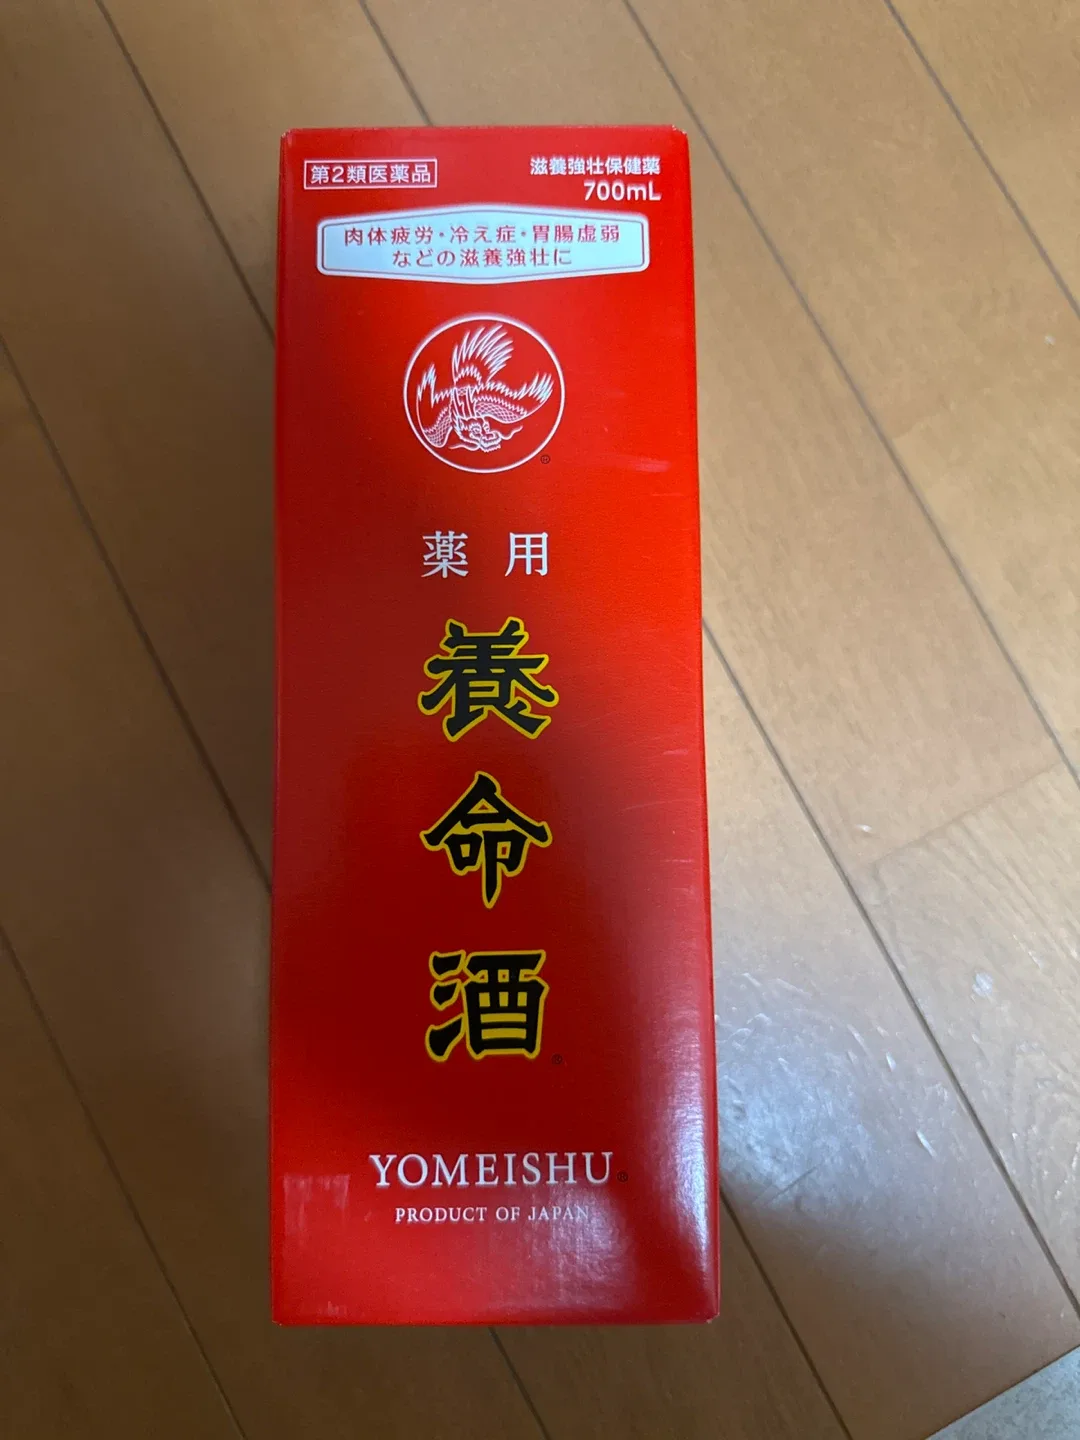 第2類医薬品
滋養強壮保健薬
700mL
肉体疲労・冷え症・胃腸虚弱
などの滋養強壮に
®
薬用
養
命
酒
®
YOMEISHU®
PRODUCT OF JAPAN